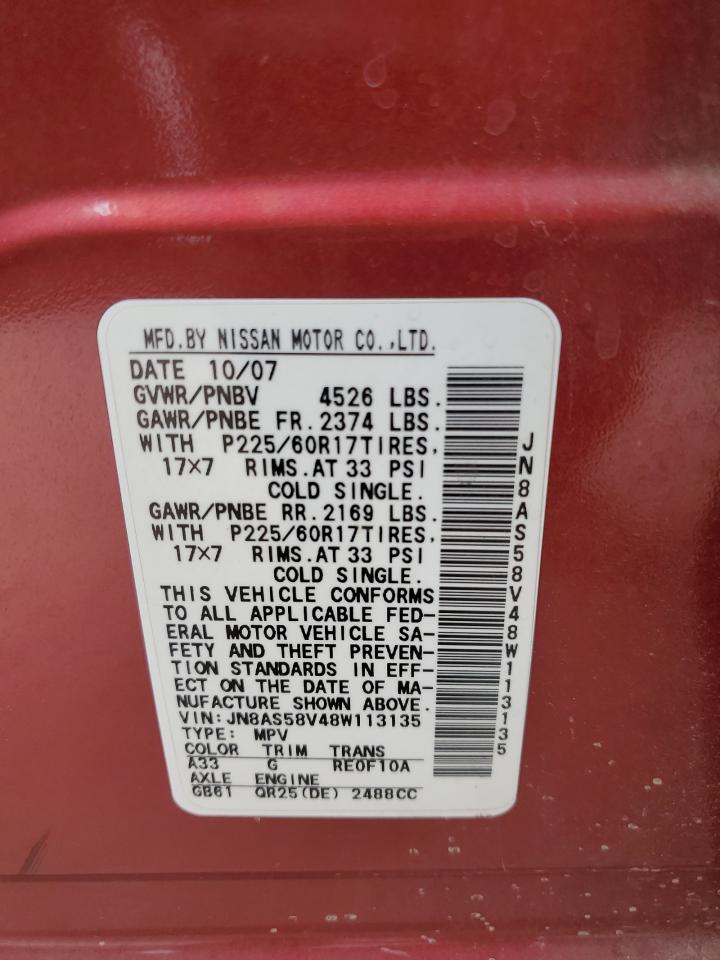 MFD.BY NISSAN MOTOR CO.,LTD.
DATE 10/07
GVWR/PNBV 4526 LBS.
GAWR/PNBE FR.2374 LBS.
WITH P225/60R17TIRES,
17×7 RIMS.AT 33 PSI
COLD SINGLE.
GAWR/PNBE RR.2169 LBS.
WITH P225/60R17TIRES,
17×7 RIMS.AT 33 PSI
COLD SINGLE.
THIS VEHICLE CONFORMS
TO ALL APPLICABLE FED-
ERAL MOTOR VEHICLE SA-
FETY AND THEFT PREVEN-
TION STANDARDS IN EFF-
ECT ON THE DATE OF MA-
NUFACTURE SHOWN ABOVE.
VIN:JN8AS58V48W113135
TYPE: MPV
COLOR TRIM TRANS
A33 G RE0F10A
AXLE ENGINE
GB61 QR25(DE) 2488CC
JN8AS58V48W113135